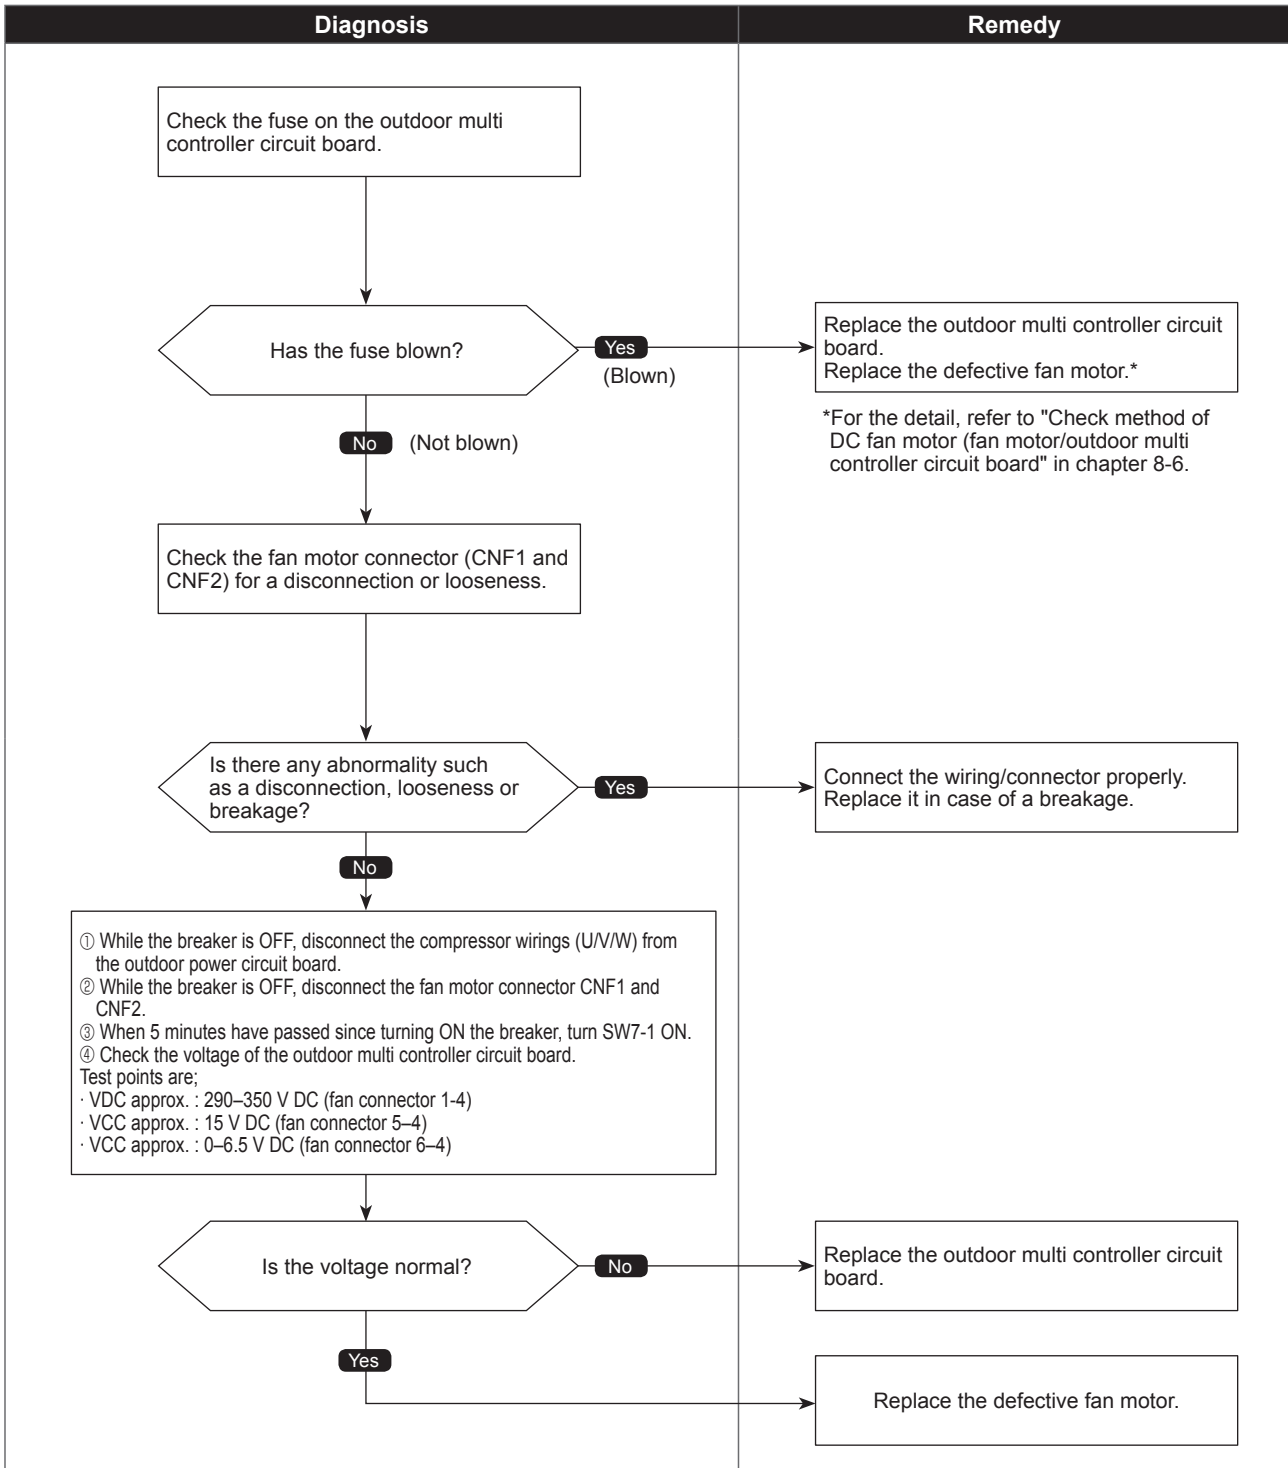 Diagnosis
Remedy
Check the fuse on the outdoor multi
controller circuit board.
Has the fuse blown?
Yes
(Blown)
Replace the outdoor multi controller circuit
board.
Replace the defective fan motor.*
*For the detail, refer to "Check method of
DC fan motor (fan motor/outdoor multi
controller circuit board" in chapter 8-6.
No
(Not blown)
Check the fan motor connector (CNF1 and
CNF2) for a disconnection or looseness.
Is there any abnormality such
as a disconnection, looseness or
breakage?
Yes
Connect the wiring/connector properly.
Replace it in case of a breakage.
No
① While the breaker is OFF, disconnect the compressor wirings (U/V/W) from
the outdoor power circuit board.
② While the breaker is OFF, disconnect the fan motor connector CNF1 and
CNF2.
③ When 5 minutes have passed since turning ON the breaker, turn SW7-1 ON.
④ Check the voltage of the outdoor multi controller circuit board.
Test points are;
· VDC approx. : 290–350 V DC (fan connector 1-4)
· VCC approx. : 15 V DC (fan connector 5–4)
· VCC approx. : 0–6.5 V DC (fan connector 6–4)
Is the voltage normal?
No
Replace the outdoor multi controller circuit
board.
Yes
Replace the defective fan motor.